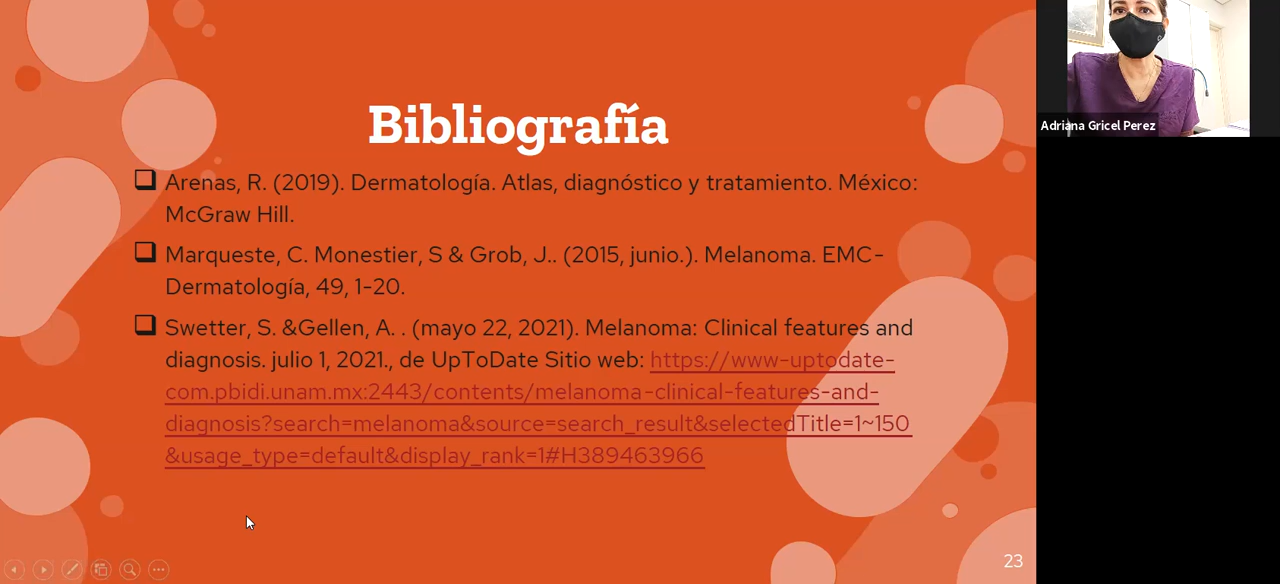 Bibliografía
Arenas, R. (2019). Dermatología. Atlas, diagnóstico y tratamiento. México:
McGraw Hill.
Marqueste, C. Monestier, S & Grob, J.. (2015, junio.). Melanoma. EMC-
Dermatología, 49, 1-20.
Swetter, S. &Gellen, A. . (mayo 22, 2021). Melanoma: Clinical features and
diagnosis. julio 1, 2021., de UpToDate Sitio web: https://www-uptodate-
com.pbidi.unam.mx:2443/contents/melanoma-clinical-features-and-
diagnosis?search=melanoma&source=search_result&selectedTitle=1~150
&usage_type=default&display_rank=1#H389463966
23
Adriana Gricel Perez